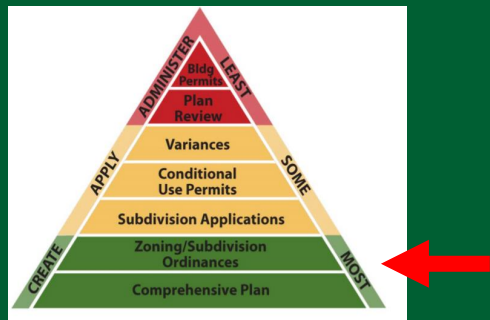 Bldg
Permits
Plan
Review
Variances
Conditional
Use Permits
Subdivision Applications
Zoning/Subdivision
Ordinances
Comprehensive Plan
ADMINISTER
APPLY
CREATE
LEAST
SOME
MOST